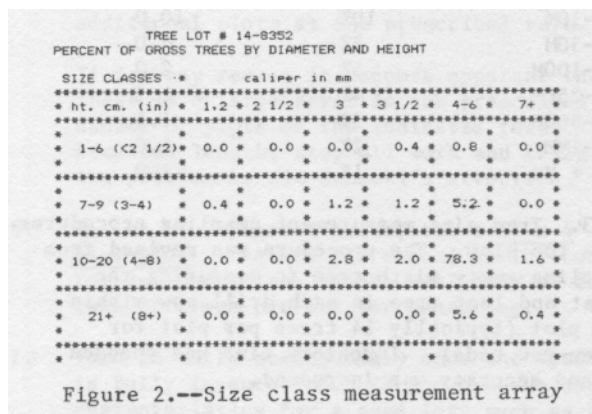 TREE LOT # 14-8352
PERCENT OF GROSS TREES BY DIAMETER AND HEIGHT
SIZE CLASSES - caliper in mm
* ht. cm. (in) * 1,2 * 2 1/2 * 3 * 3 1/2 * 4-6 * 7+ *
* 1-6 (<2 1/2)* 0.0 * 0.0 * 0.0 * 0.4 * 0.8 * 0.0 *
* 7-9 (3-4) * 0.4 * 0.0 * 1.2 * 1.2 * 5.2 * 0.0 *
* 10-20 (4-8) * 0.0 * 0.0 * 2.8 * 2.0 * 78.3 * 1.6 *
* 21+ (8+) * 0.0 * 0.0 * 0.0 * 0.0 * 5.6 * 0.4 *
Figure 2.--Size class measurement array